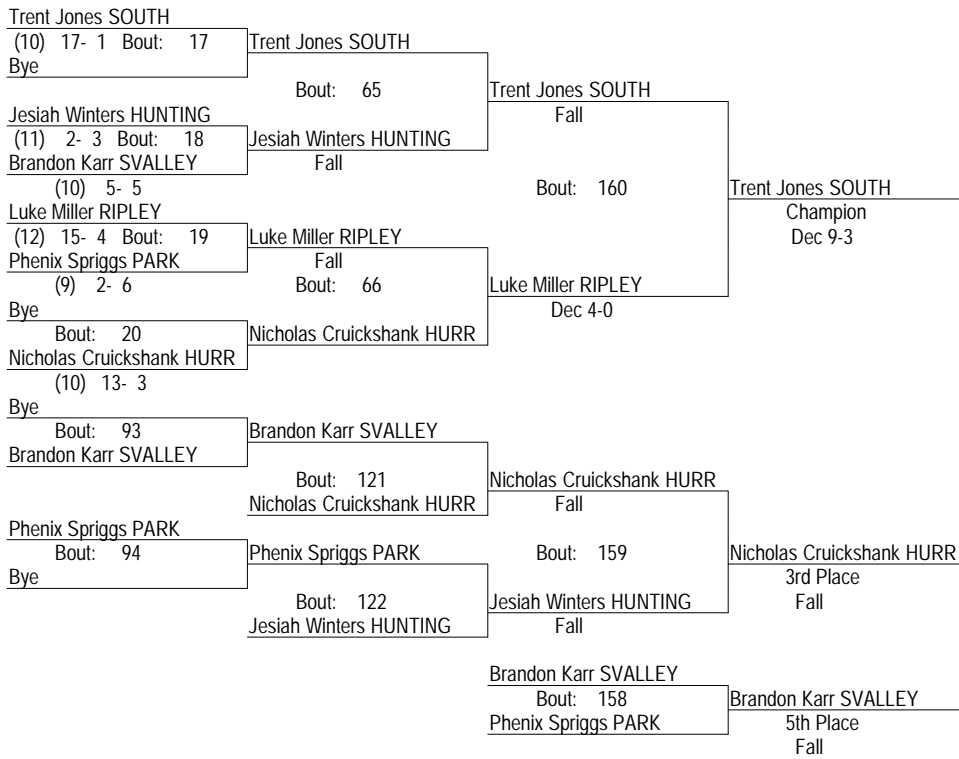 Trent Jones SOUTH
(10) 17- 1 Bout: 17
Bye
Trent Jones SOUTH
Bout: 65
Jesiah Winters HUNTING
(11) 2- 3 Bout: 18
Brandon Karr SVALLEY
(10) 5- 5
Jesiah Winters HUNTING
Fall
Trent Jones SOUTH
Fall
Bout: 160
Luke Miller RIPLEY
(12) 15- 4 Bout: 19
Phenix Spriggs PARK
(9) 2- 6
Luke Miller RIPLEY
Fall
Bout: 66
Bye
Bout: 20
Nicholas Cruickshank HURR
(10) 13- 3
Nicholas Cruickshank HURR
Luke Miller RIPLEY
Dec 4-0
Trent Jones SOUTH
Champion
Dec 9-3
Bye
Bout: 93
Brandon Karr SVALLEY
Brandon Karr SVALLEY
Bout: 121
Nicholas Cruickshank HURR
Nicholas Cruickshank HURR
Fall
Bout: 159
Phenix Spriggs PARK
Bout: 94
Bye
Phenix Spriggs PARK
Bout: 122
Jesiah Winters HUNTING
Jesiah Winters HUNTING
Fall
Nicholas Cruickshank HURR
3rd Place
Fall
Brandon Karr SVALLEY
Bout: 158
Phenix Spriggs PARK
Brandon Karr SVALLEY
5th Place
Fall